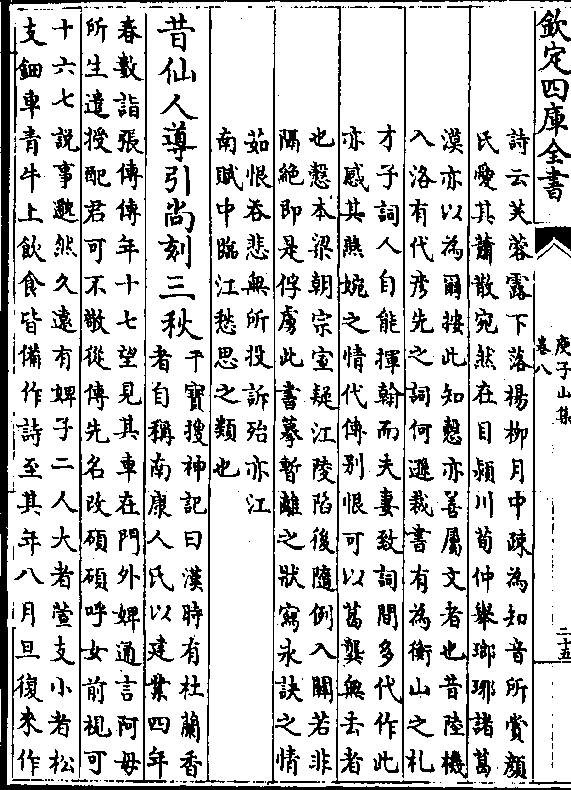 欽定四庫全書
庚子山集
卷八
二十五
詩云芙蓉露下落楊柳月中疎為知音所賞顔
氏愛其蕭散宛然在目潁川荀仲舉瑯琊諸葛
漠亦以為爾按此知慤亦善屬文者也昔陸機
入洛有代彦先之詞何遜裁書有為衡山之札
才子詞人自能揮翰而夫妻致詞間多代作此
亦感其燕婉之情代傳别恨可以葛龔無去者
也慤本梁朝宗室疑江陵陷後隨例入關若非
隔絶即是俘虜此書摹暫離之狀寫永訣之情
茹恨吞悲無所投訴殆亦江
南賦中臨江愁思之類也
昔仙人導引尚刻三秋
干寶搜神記曰漢時有杜蘭香
者自稱南康人氏以建業四年
春數詣張傳傳年十七望見其車在門外婢通言阿母
所生遣授配君可不敬從傳先名改碩碩呼女前視可
十六七説事邈然久遠有婢子二人大者萱支小者松
支鈿車青牛上飲食皆備作詩至其年八月旦復來作